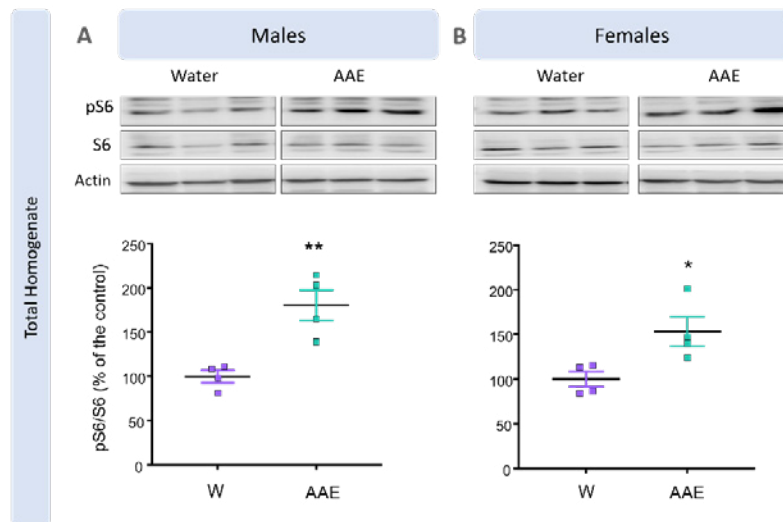 A
Males
B
Females
Water
AAE
Water
AAE
pS6
S6
Actin
Total Homogenate
pS6/S6 (% of the control)
250
200
150
100
50
0
**
W
AAE
250
200
150
100
50
0
*
W
AAE